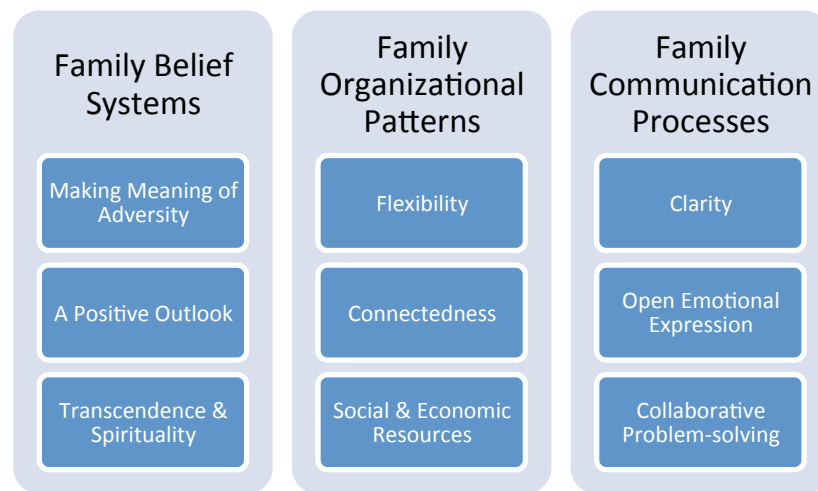 Family Belief
Systems
Making Meaning of
Adversity
A Positive Outlook
Transcendence &
Spirituality
Family
Organizational
Patterns
Flexibility
Connectedness
Social & Economic
Resources
Family
Communication
Processes
Clarity
Open Emotional
Expression
Collaborative
Problem-solving